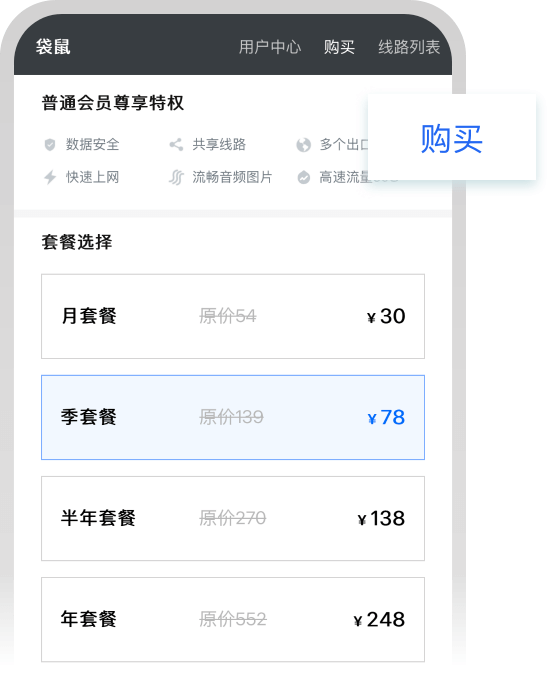 袋鼠 用户中心 购买 线路列表
普通会员尊享特权
购买
数据安全 共享线路 多个出口
快速上网 流畅音频图片 高速流量
套餐选择
月套餐 原价54 ¥30
季套餐 原价139 ¥78
半年套餐 原价270 ¥138
年套餐 原价552 ¥248